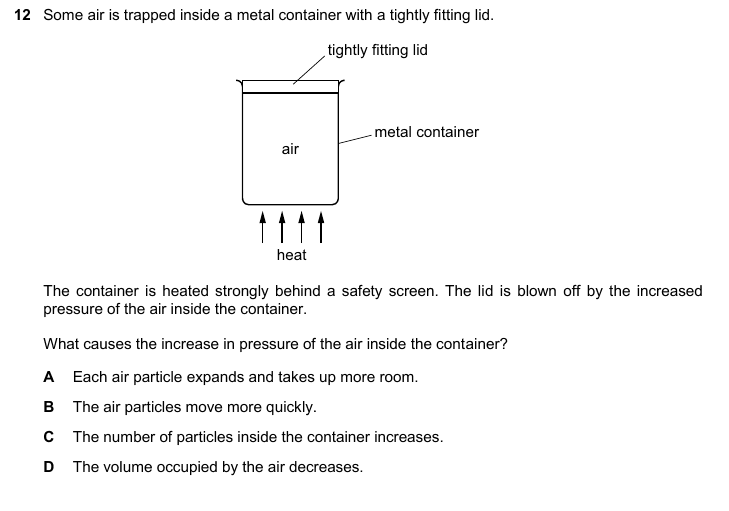 12 Some air is trapped inside a metal container with a tightly fitting lid.
tightly fitting lid
metal container
air
heat
The container is heated strongly behind a safety screen. The lid is blown off by the increased
pressure of the air inside the container.
What causes the increase in pressure of the air inside the container?
A Each air particle expands and takes up more room.
B The air particles move more quickly.
C The number of particles inside the container increases.
D The volume occupied by the air decreases.